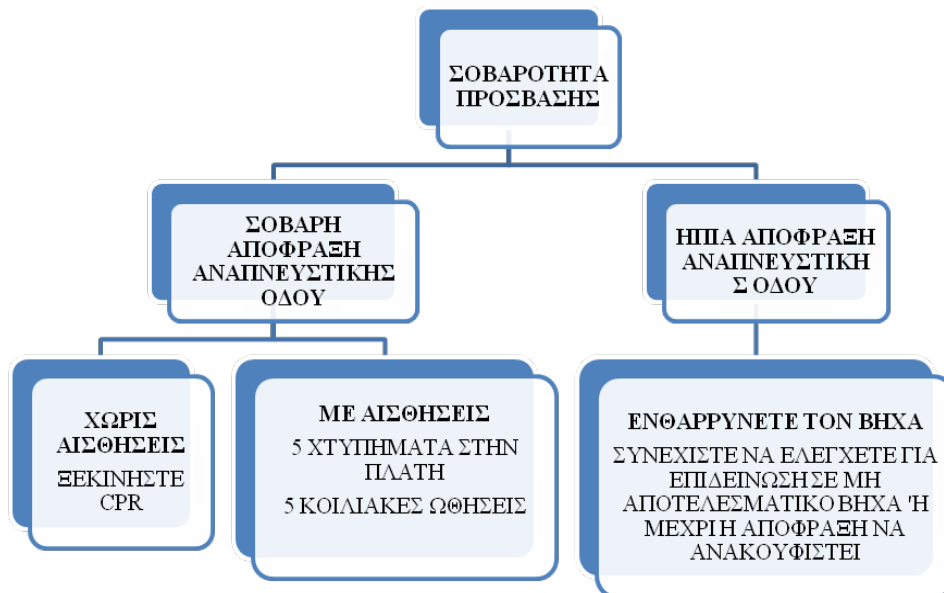 ΣΟΒΑΡΟΤΗΤΑ
ΠΡΟΣΒΑΣΗΣ
ΣΟΒΑΡΗ
ΑΠΟΦΡΑΞΗ
ΑΝΑΠΝΕΥΣΤΙΚΗΣ
ΟΔΟΥ
ΗΠΙΑ ΑΠΟΦΡΑΞΗ
ΑΝΑΠΝΕΥΣΤΙΚΗ
Σ ΟΔΟΥ
ΧΩΡΙΣ
ΑΙΣΘΗΣΕΙΣ
ΞΕΚΙΝΗΣΤΕ
CPR
ΜΕ ΑΙΣΘΗΣΕΙΣ
5 ΧΤΥΠΗΜΑΤΑ ΣΤΗΝ
ΠΛΑΤΗ
5 ΚΟΙΛΙΑΚΕΣ ΩΘΗΣΕΙΣ
ΕΝΘΑΡΡΥΝΕΤΕ ΤΟΝ ΒΗΧΑ
ΣΥΝΕΧΙΣΤΕ ΝΑ ΕΛΕΓΧΕΤΕ ΓΙΑ
ΕΠΙΔΕΙΝΩΣΗ ΣΕ ΜΗ
ΑΠΟΤΕΛΕΣΜΑΤΙΚΟ ΒΗΧΑ 'Ή
ΜΕΧΡΙ Η ΑΠΟΦΡΑΞΗ ΝΑ
ΑΝΑΚΟΥΦΙΣΤΕΙ